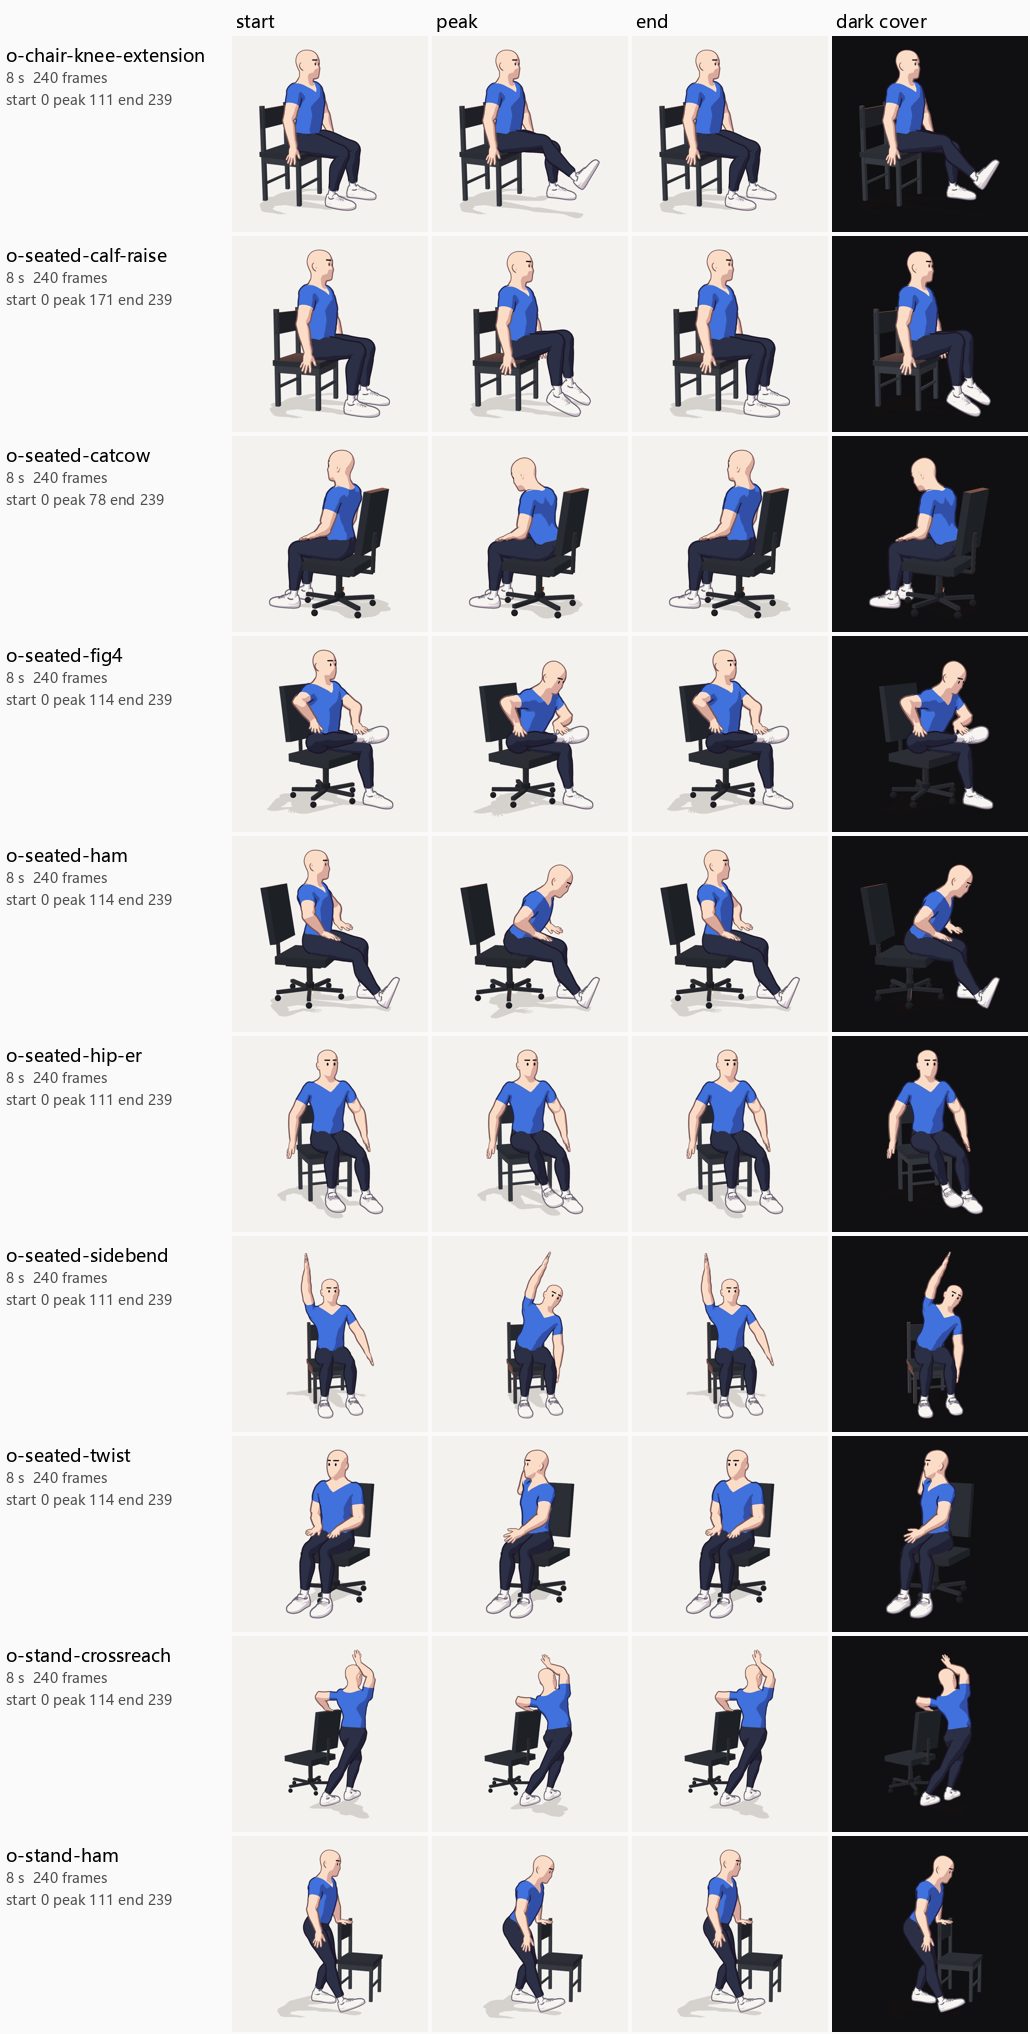 start peak end dark cover
o-chair-knee-extension
8 s 240 frames
start 0 peak 111 end 239
o-seated-calf-raise
8 s 240 frames
start 0 peak 171 end 239
o-seated-catcow
8 s 240 frames
start 0 peak 78 end 239
o-seated-fig4
8 s 240 frames
start 0 peak 114 end 239
o-seated-ham
8 s 240 frames
start 0 peak 114 end 239
o-seated-hip-er
8 s 240 frames
start 0 peak 111 end 239
o-seated-sidebend
8 s 240 frames
start 0 peak 111 end 239
o-seated-twist
8 s 240 frames
start 0 peak 114 end 239
o-stand-crossreach
8 s 240 frames
start 0 peak 114 end 239
o-stand-ham
8 s 240 frames
start 0 peak 111 end 239